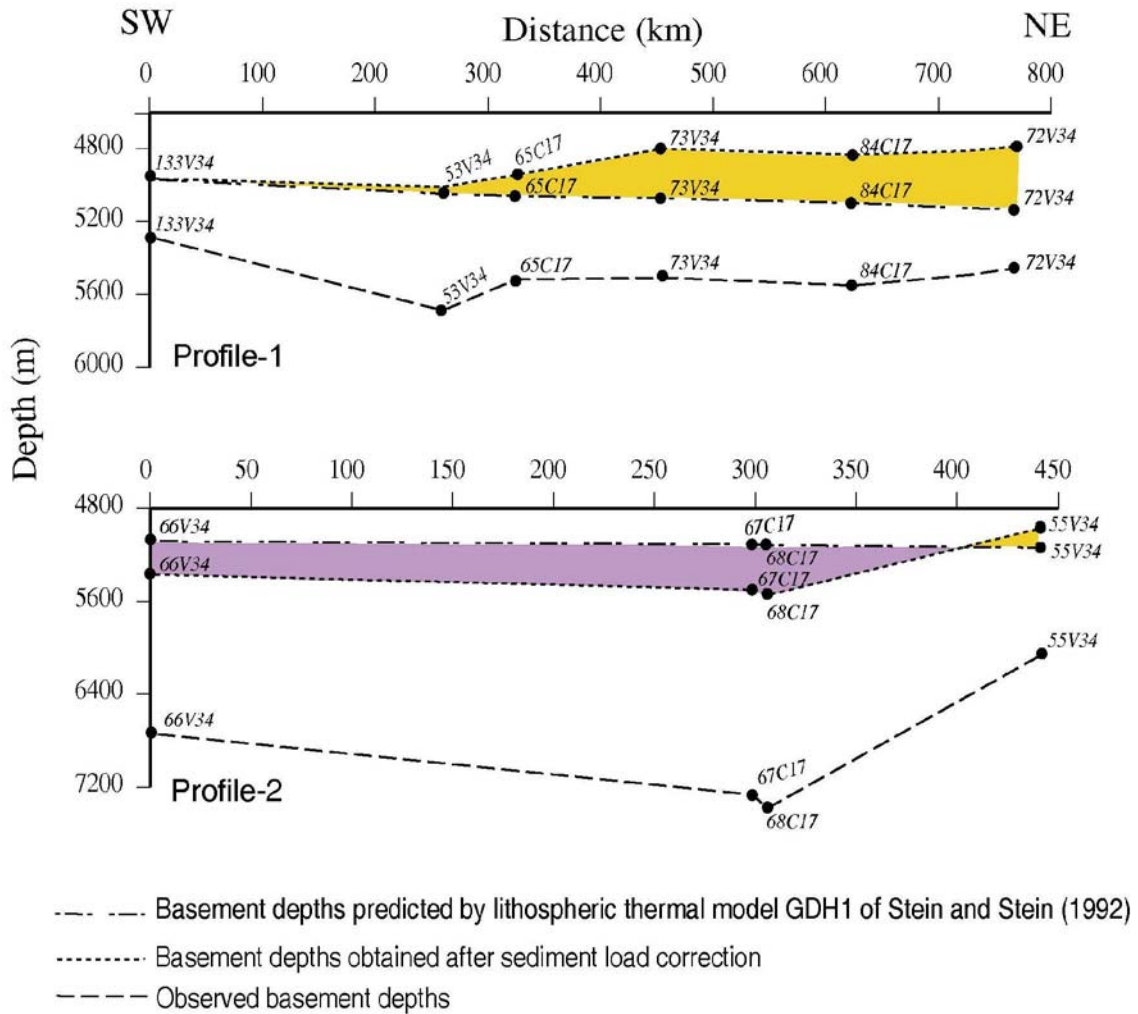 SW Distance (km) NE
0 100 200 300 400 500 600 700 800
4800
5200
5600
6000
133V34 53V34 65C17 73V34 84C17 72V34
65C17 73V34 84C17 72V34
133V34 53V34 65C17 73V34 84C17 72V34
Profile-1
Depth (m)
0 50 100 150 200 250 300 350 400 450
4800
5600
6400
7200
66V34 67C17 68C17 55V34
66V34 67C17 68C17 55V34
66V34 67C17 68C17 55V34
Profile-2
Basement depths predicted by lithospheric thermal model GDH1 of Stein and Stein (1992)
Basement depths obtained after sediment load correction
Observed basement depths